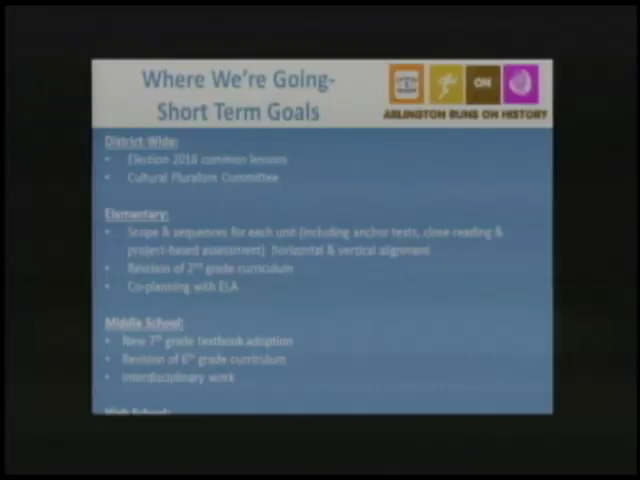 Where We're Going-
Short Term Goals
ON
ARLINGTON RUNS ON HISTORY
District Wide:
• Election 2016 common lessons
• Cultural Pluralism Committee
Elementary:
• Scope & sequences for each unit (including anchor texts, close reading &
project-based assessment) horizontal & vertical alignment
• Revision of 2nd grade curriculum
• Co-planning with ELA
Middle School:
• New 7th grade textbook adoption
• Revision of 6th grade curriculum
• Interdisciplinary work
High School: